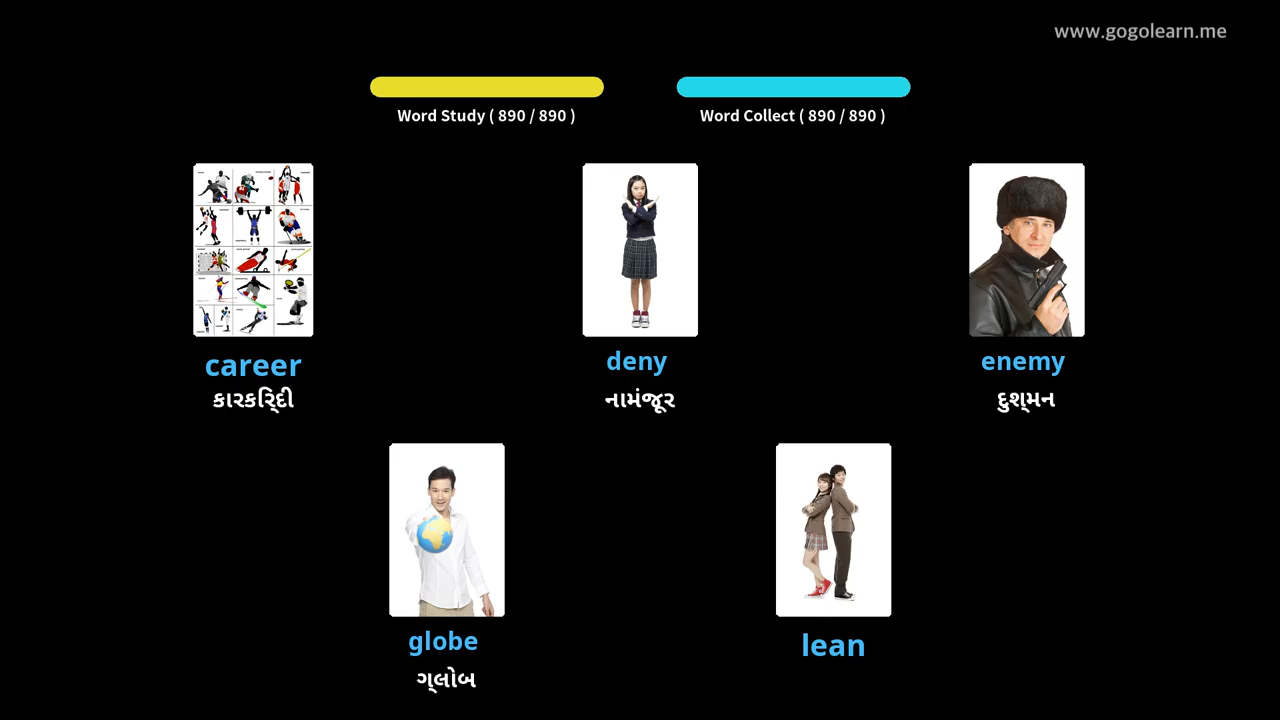 www.gogolearn.me
Word Study ( 890 / 890 )
Word Collect ( 890 / 890 )
career
deny
enemy
કારકિર્દી
નામંજૂર
દુશ્મન
globe
lean
ગ્લોબ